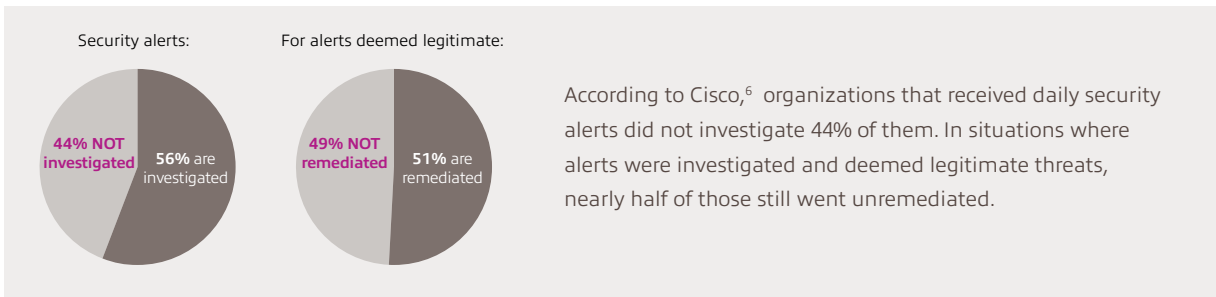 Security alerts:
44% NOT
investigated
56% are
investigated
For alerts deemed legitimate:
49% NOT
remediated
51% are
remediated
According to Cisco,⁶ organizations that received daily security
alerts did not investigate 44% of them. In situations where
alerts were investigated and deemed legitimate threats,
nearly half of those still went unremediated.